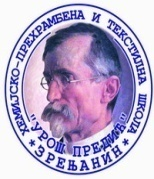 ХЕМИЈСКО-ПРЕХРАМБЕНА И ТЕКСТИЛНА ШКОЛА
"УРОШ ПРЕДИЋ"
ЗРЕЊАНИН